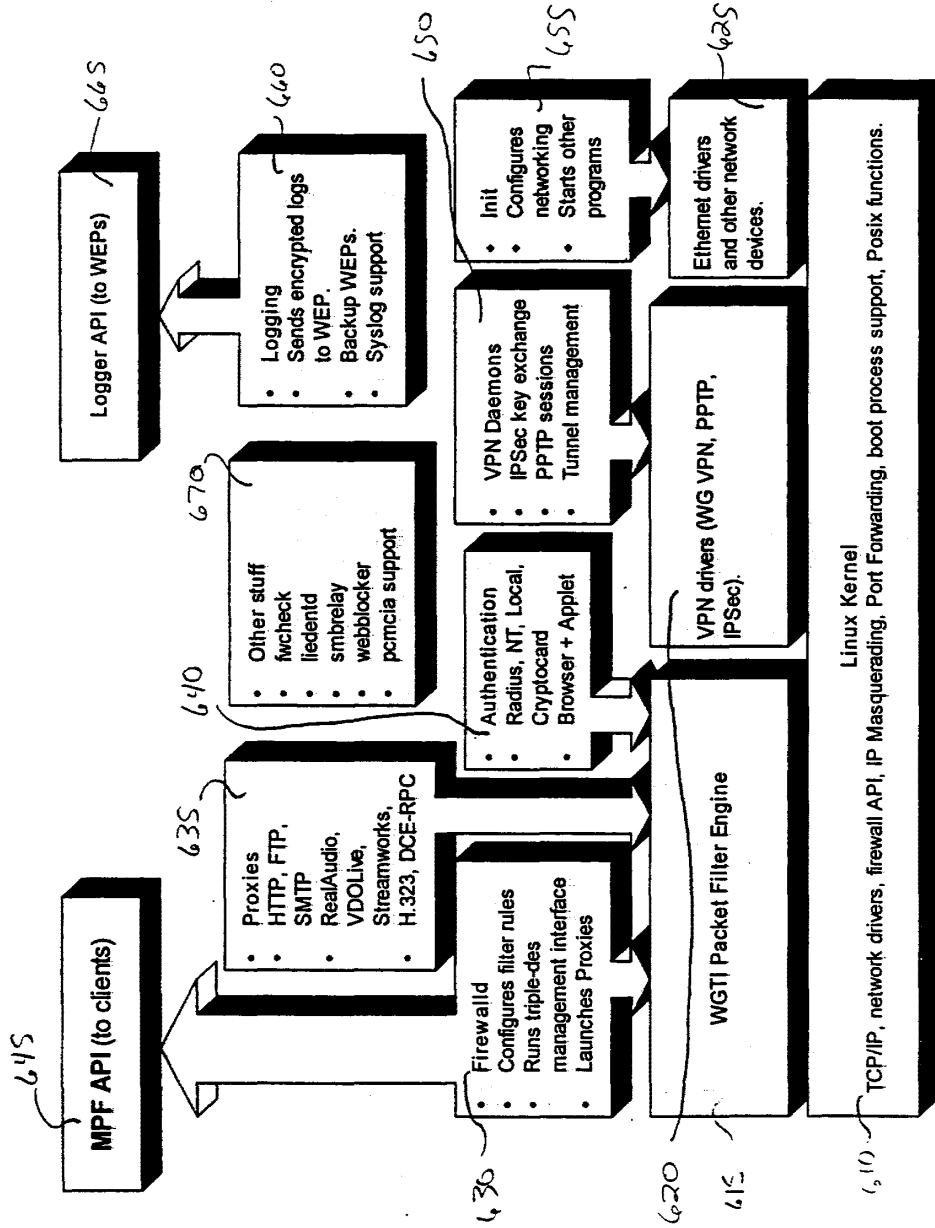 645
MPF API (to clients)
Logger API (to WEPs)
665
635
• Proxies
• HTTP, FTP,
SMTP
• RealAudio,
VDOLive,
Streamworks,
• H.323, DCE-RPC
670
• Other stuff
• fwcheck
• liedentd
• smbrelay
• webblocker
• pcmcia support
• Logging
• Sends encrypted logs
to WEP.
• Backup WEPs.
• Syslog support
660
630
• Firewalld
• Configures filter rules
• Runs triple-des
management interface
• Launches Proxies
640
• Authentication
• Radius, NT, Local,
Cryptocard
• Browser + Applet
• VPN Daemons
• IPSec key exchange
• PPTP sessions
• Tunnel management
650
• Init
• Configures
networking
• Starts other
programs
655
615
WGTI Packet Filter Engine
620
VPN drivers (WG VPN, PPTP,
IPSec).
Ethernet drivers
and other network
devices.
625
610
Linux Kernel
TCP/IP, network drivers, firewall API, IP Masquerading, Port Forwarding, boot process support, Posix functions.